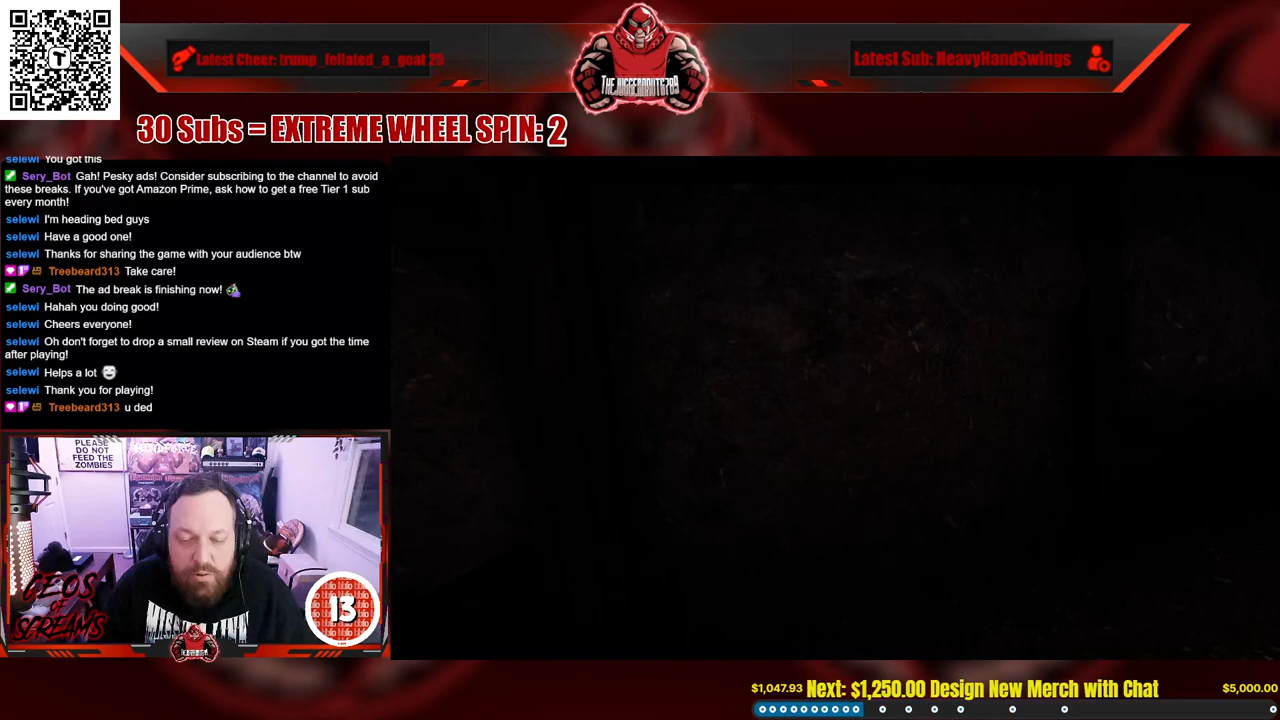 Latest Cheer: trump_fellated_a_goat 25
THEJUGGERNAUT6789
Latest Sub: HeavyHandSwings
30 Subs = EXTREME WHEEL SPIN: 2
selewi You got this
Sery_Bot Gah! Pesky ads! Consider subscribing to the channel to avoid
these breaks. If you've got Amazon Prime, ask how to get a free Tier 1 sub
every month!
selewi I'm heading bed guys
selewi Have a good one!
selewi Thanks for sharing the game with your audience btw
Treebeard313 Take care!
Sery_Bot The ad break is finishing now!
selewi Hahah you doing good!
selewi Cheers everyone!
selewi Oh don't forget to drop a small review on Steam if you got the time
after playing!
selewi Helps a lot
selewi Thank you for playing!
Treebeard313 u ded
PLEASE
DO NOT
FEED THE
ZOMBIES
GEOS
OF
SCREAMS
13
$1,047.93 Next: $1,250.00 Design New Merch with Chat $5,000.00